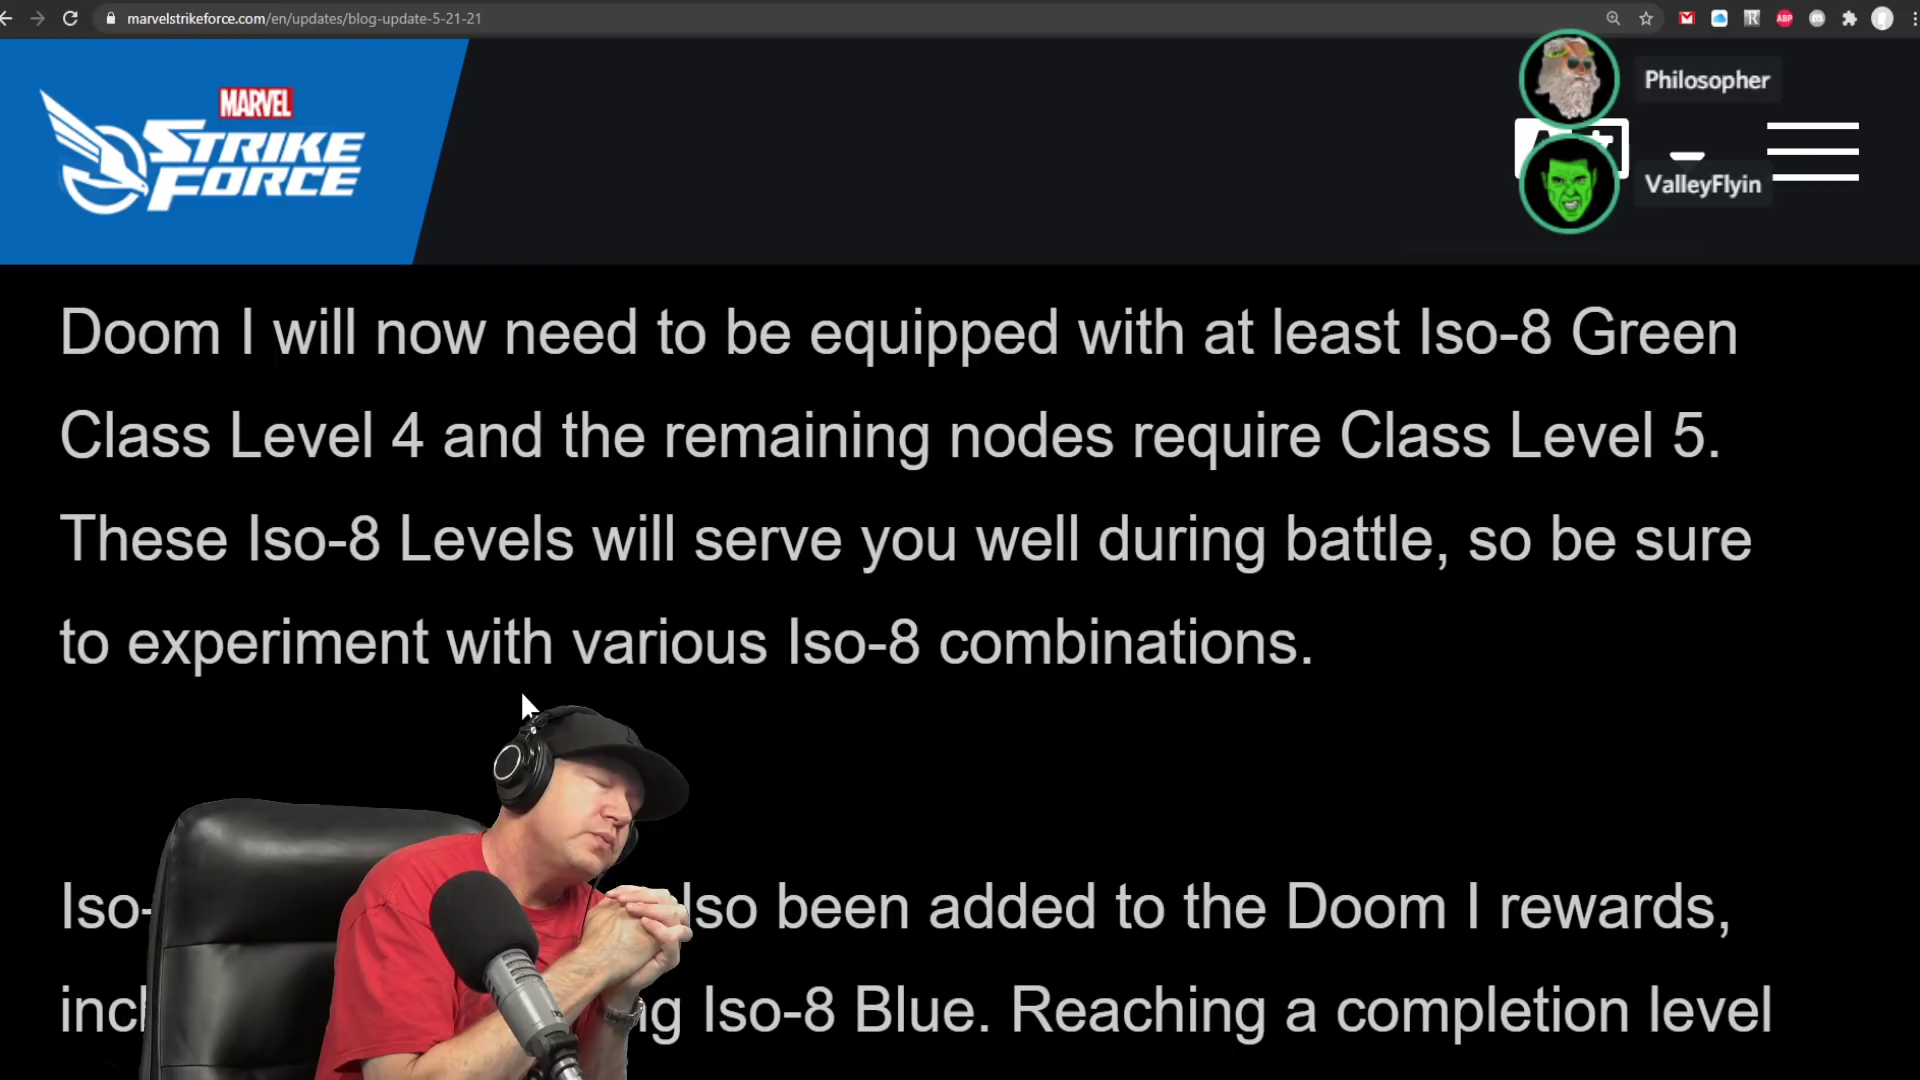 marvelstrikeforce.com/en/updates/blog-update-5-21-21
MARVEL
STRIKE
FORCE
Philosopher
ValleyFlyin
Doom I will now need to be equipped with at least Iso-8 Green
Class Level 4 and the remaining nodes require Class Level 5.
These Iso-8 Levels will serve you well during battle, so be sure
to experiment with various Iso-8 combinations.
been added to the Doom I rewards,
Iso-8 Blue. Reaching a completion level